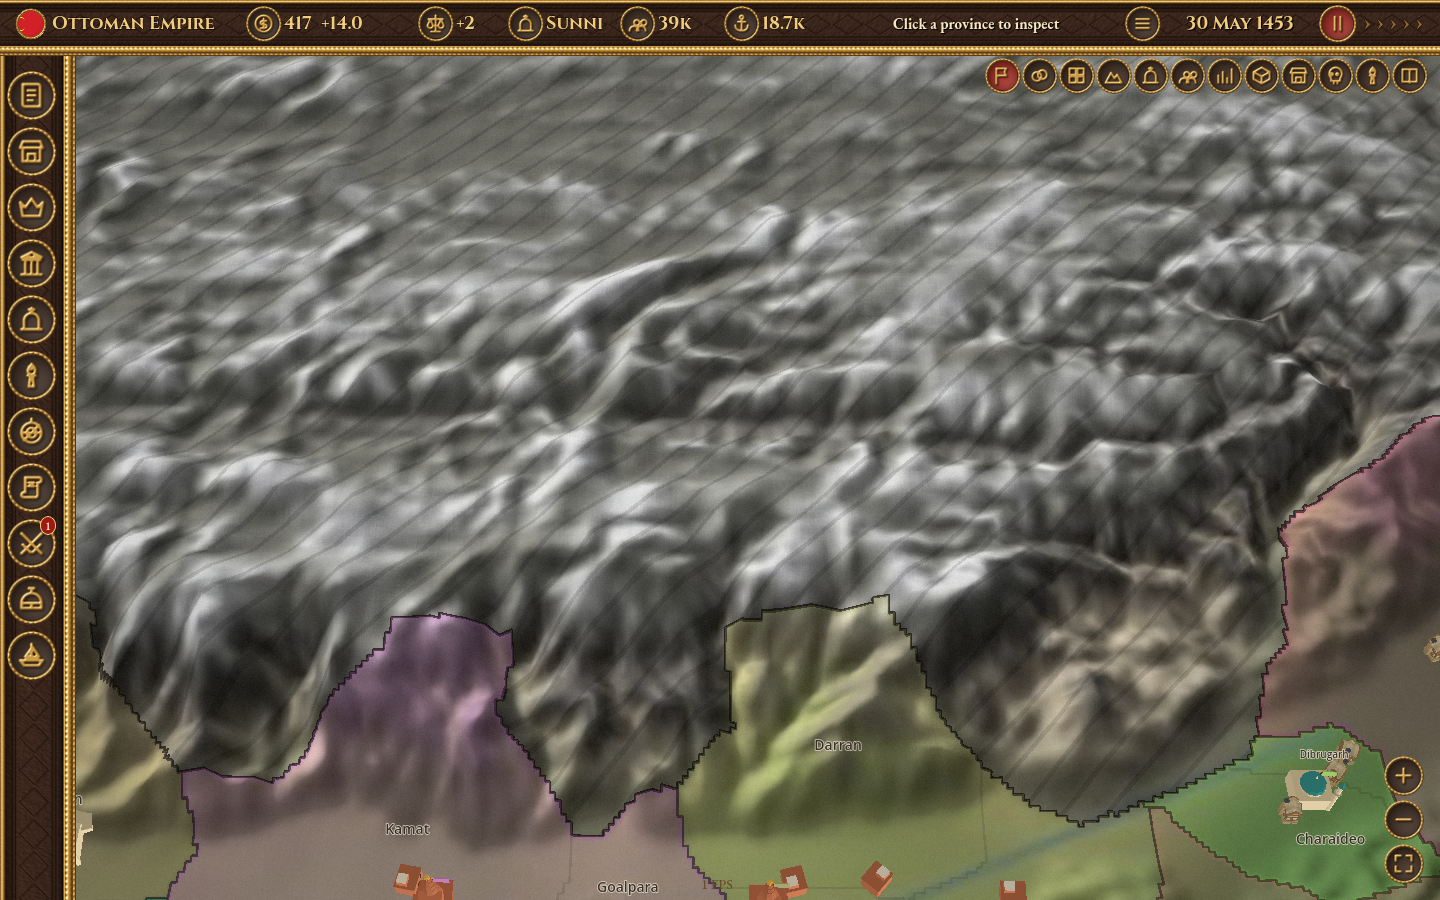 OTTOMAN EMPIRE 417 +14.0 +2 SUNNI 39K 18.7K Click a province to inspect 30 MAY 1453
1
Darran
Dibrugarh
Kamat
Charaideo
Goalpara